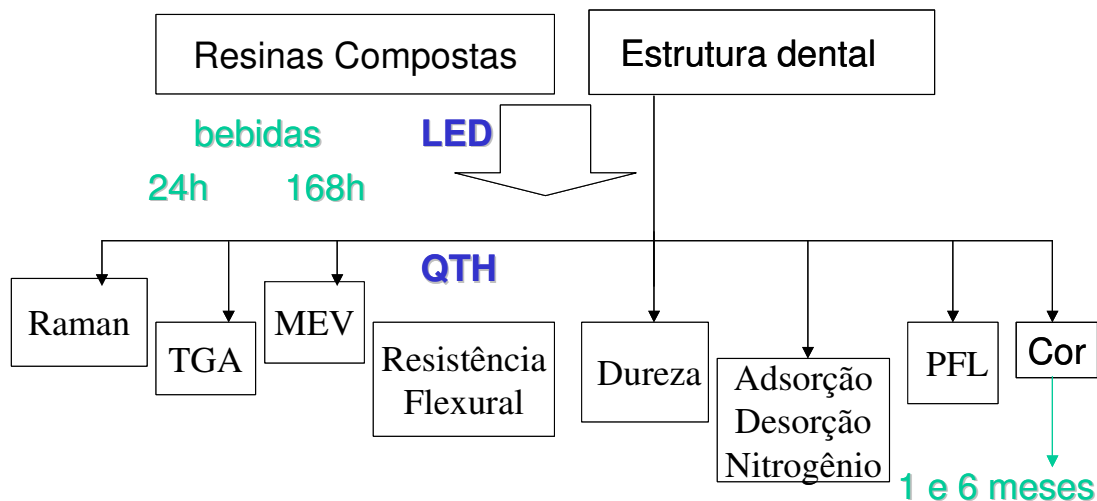 Resinas Compostas
Estrutura dental
bebidas
LED
24h
168h
QTH
Raman
TGA
MEV
Resistência
Flexural
Dureza
Adsorção
Desorção
Nitrogênio
PFL
Cor
1 e 6 meses